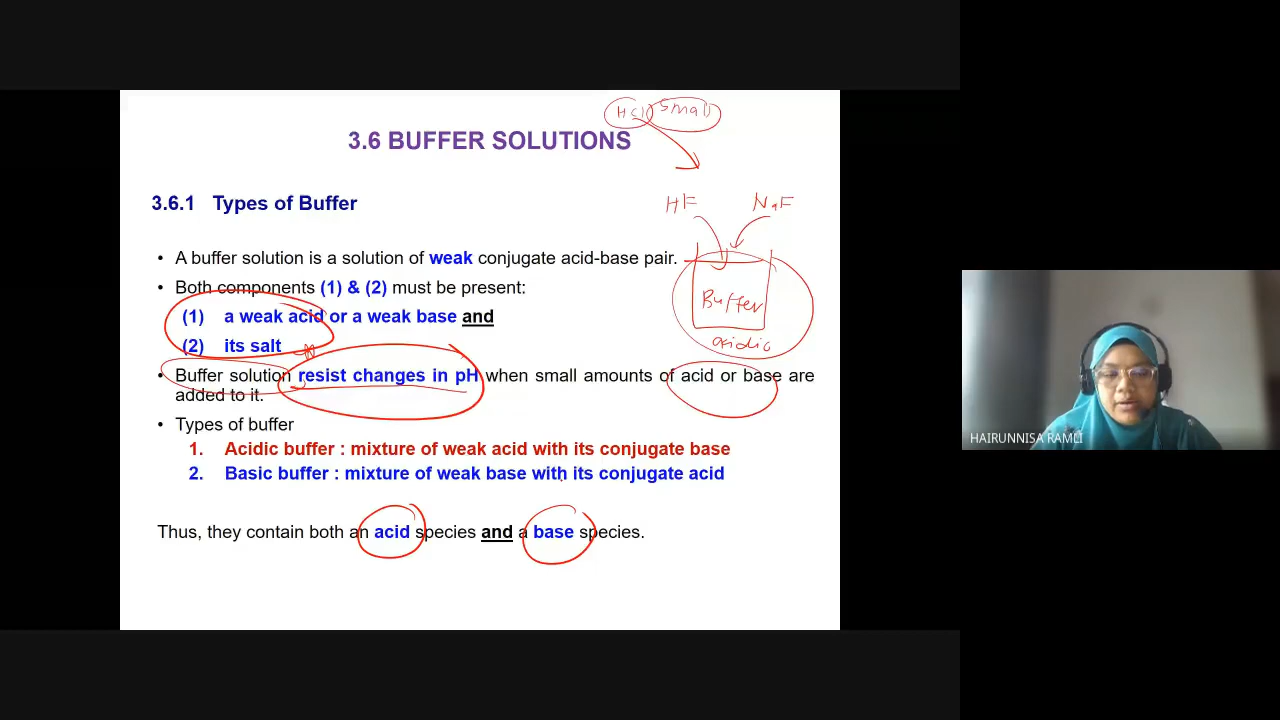 HCl small
3.6 BUFFER SOLUTIONS
3.6.1 Types of Buffer
HF NaF
• A buffer solution is a solution of weak conjugate acid-base pair.
• Both components (1) & (2) must be present:
Buffer
(1) a weak acid or a weak base and
(2) its salt
acidic
• Buffer solution resist changes in pH when small amounts of acid or base are
added to it.
• Types of buffer
1. Acidic buffer : mixture of weak acid with its conjugate base
2. Basic buffer : mixture of weak base with its conjugate acid
Thus, they contain both an acid species and a base species.
HAIRUNNISA RAMLI